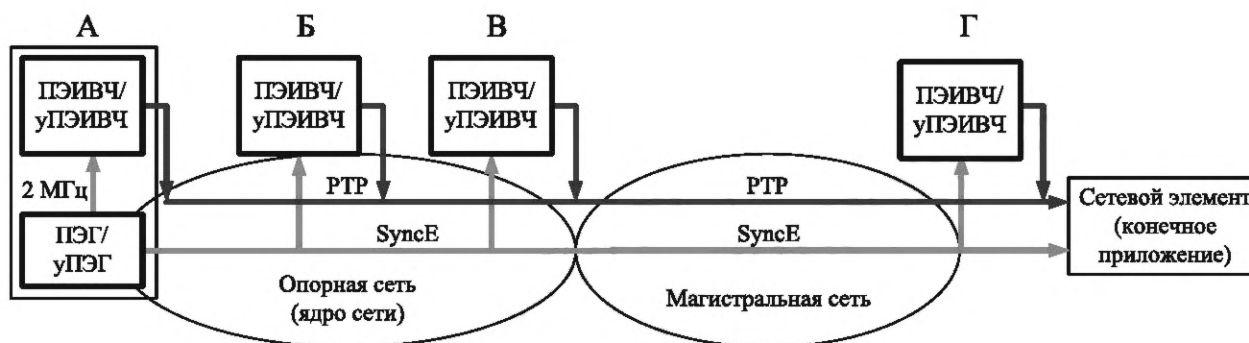 А
Б
В
Г
ПЭИВЧ/
уПЭИВЧ
ПЭИВЧ/
уПЭИВЧ
ПЭИВЧ/
уПЭИВЧ
ПЭИВЧ/
уПЭИВЧ
2 МГц
PTP
PTP
ПЭГ/
уПЭГ
SyncE
SyncE
Сетевой элемент
(конечное
приложение)
Опорная сеть
(ядро сети)
Магистральная сеть